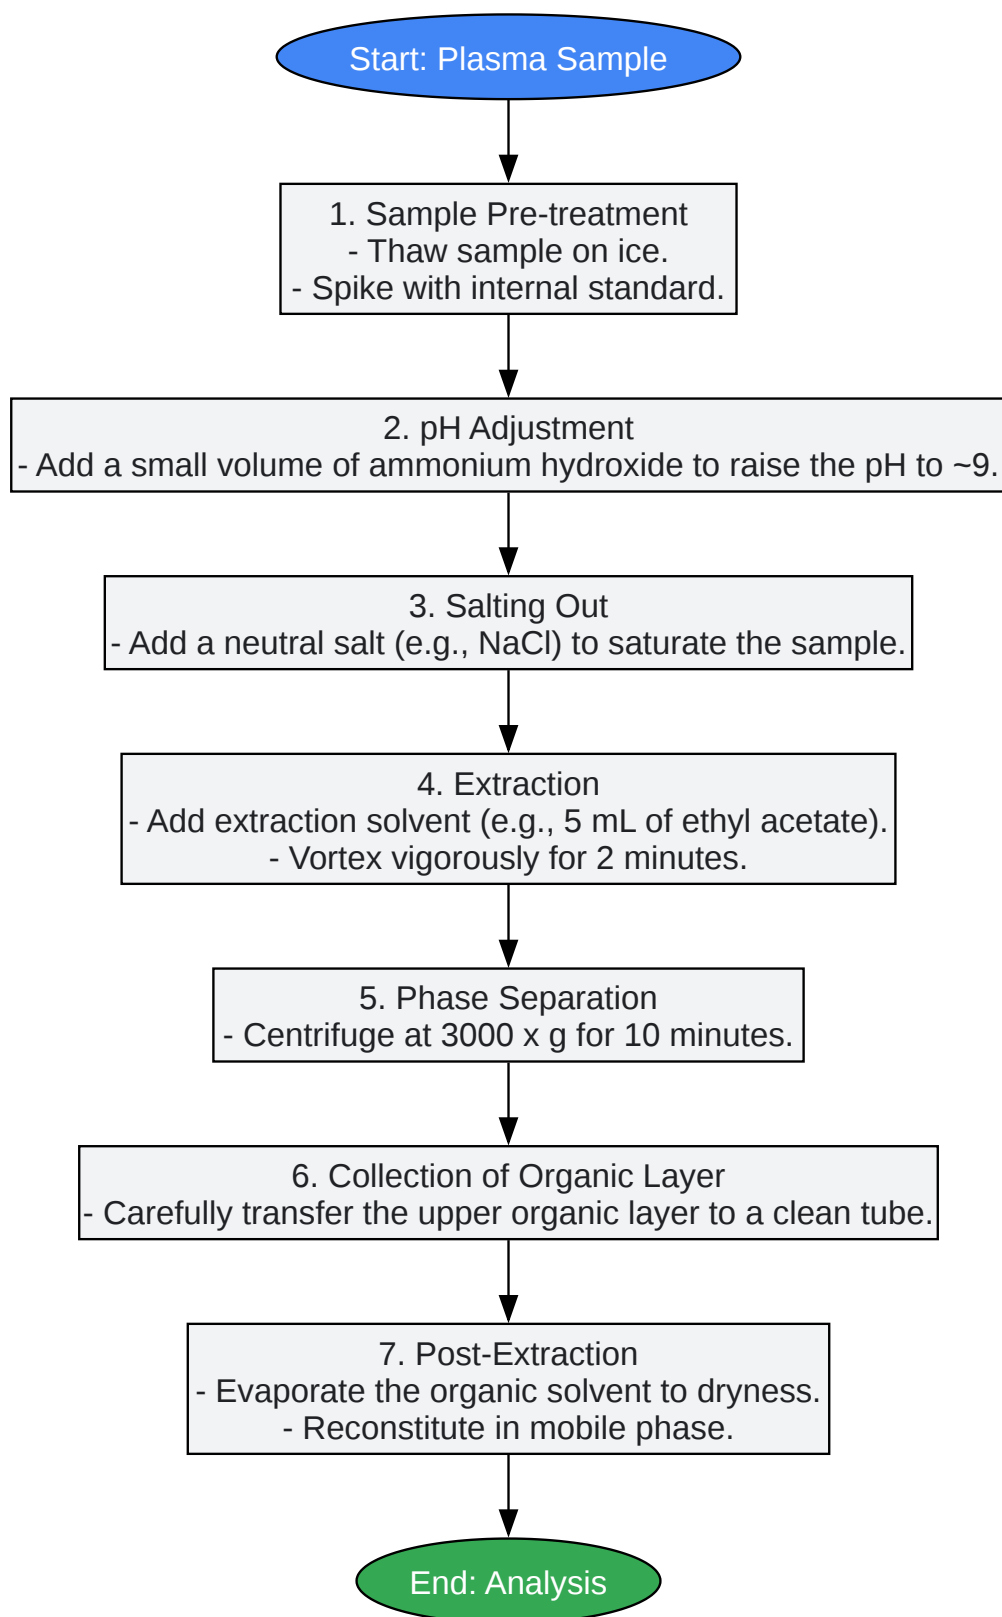 Start: Plasma Sample
1. Sample Pre-treatment
- Thaw sample on ice.
- Spike with internal standard.
2. pH Adjustment
- Add a small volume of ammonium hydroxide to raise the pH to ~9.
3. Salting Out
- Add a neutral salt (e.g., NaCl) to saturate the sample.
4. Extraction
- Add extraction solvent (e.g., 5 mL of ethyl acetate).
- Vortex vigorously for 2 minutes.
5. Phase Separation
- Centrifuge at 3000 x g for 10 minutes.
6. Collection of Organic Layer
- Carefully transfer the upper organic layer to a clean tube.
7. Post-Extraction
- Evaporate the organic solvent to dryness.
- Reconstitute in mobile phase.
End: Analysis